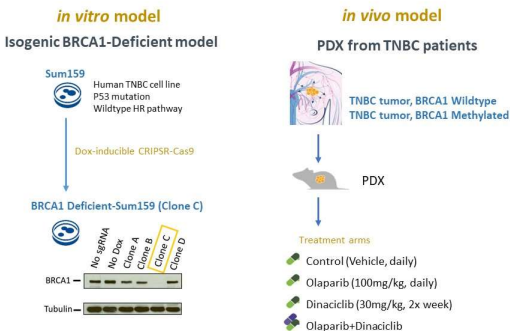 in vitro model
Isogenic BRCA1-Deficient model
Sum159
Human TNBC cell line
P53 mutation
Wildtype HR pathway
Dox-inducible CRIPSR-Cas9
BRCA1 Deficient-Sum159 (Clone C)
No sgRNA
No Dox
Clone A
Clone B
Clone C
Clone D
BRCA1
Tubulin
in vivo model
PDX from TNBC patients
TNBC tumor, BRCA1 Wildtype
TNBC tumor, BRCA1 Methylated
PDX
Treatment arms
Control (Vehicle, daily)
Olaparib (100mg/kg, daily)
Dinaciclib (30mg/kg, 2x week)
Olaparib+Dinaciclib